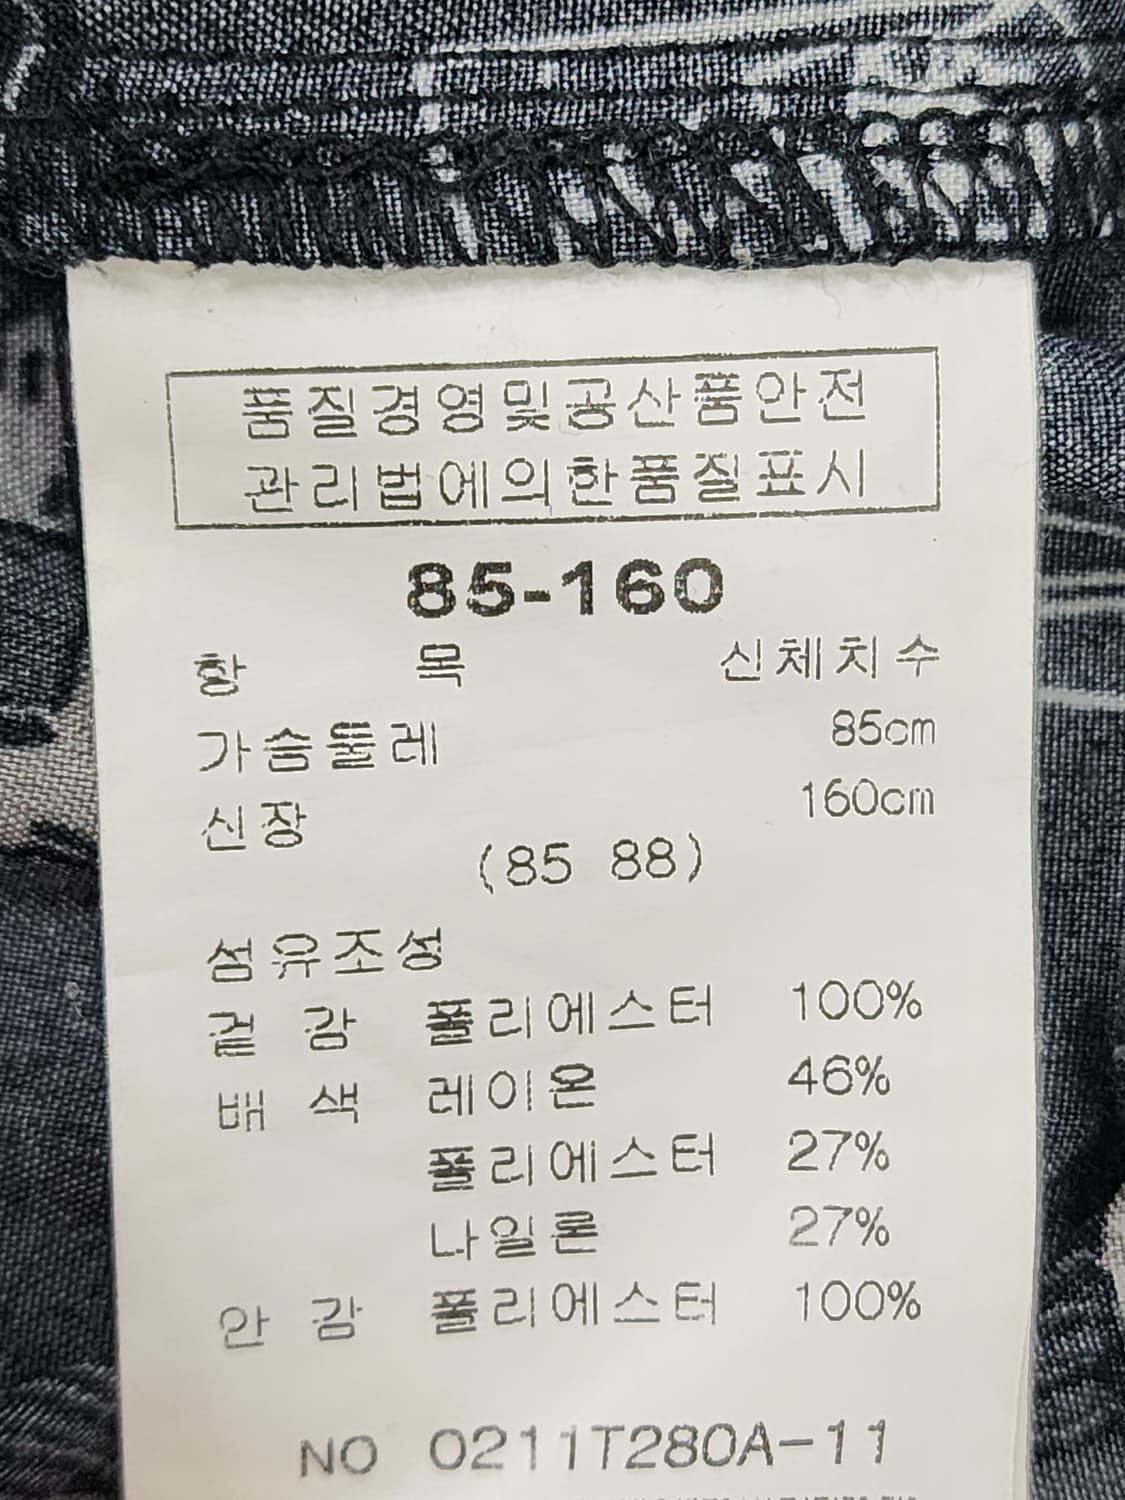 품질경영및공산품안전
관리법에의한품질표시
85-160
항 목 신체치수
가슴둘레 85cm
신장 160cm
(85 88)
섬유조성
겉 감 폴리에스터 100%
배 색 레이온 46%
폴리에스터 27%
나일론 27%
안 감 폴리에스터 100%
NO 0211T280A-11